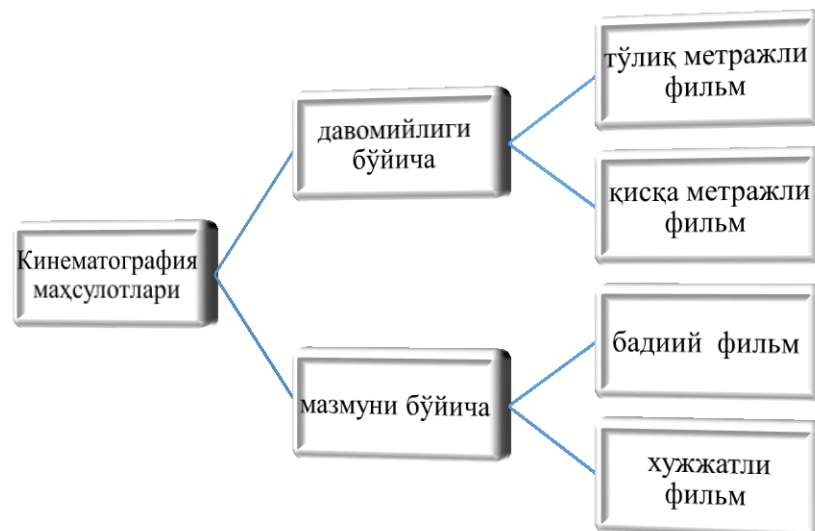 Кинематография
маҳсулотлари
давомийлиги
бўйича
тўлиқ метражли
фильм
қисқа метражли
фильм
мазмуни бўйича
бадиий фильм
хужжатли
фильм